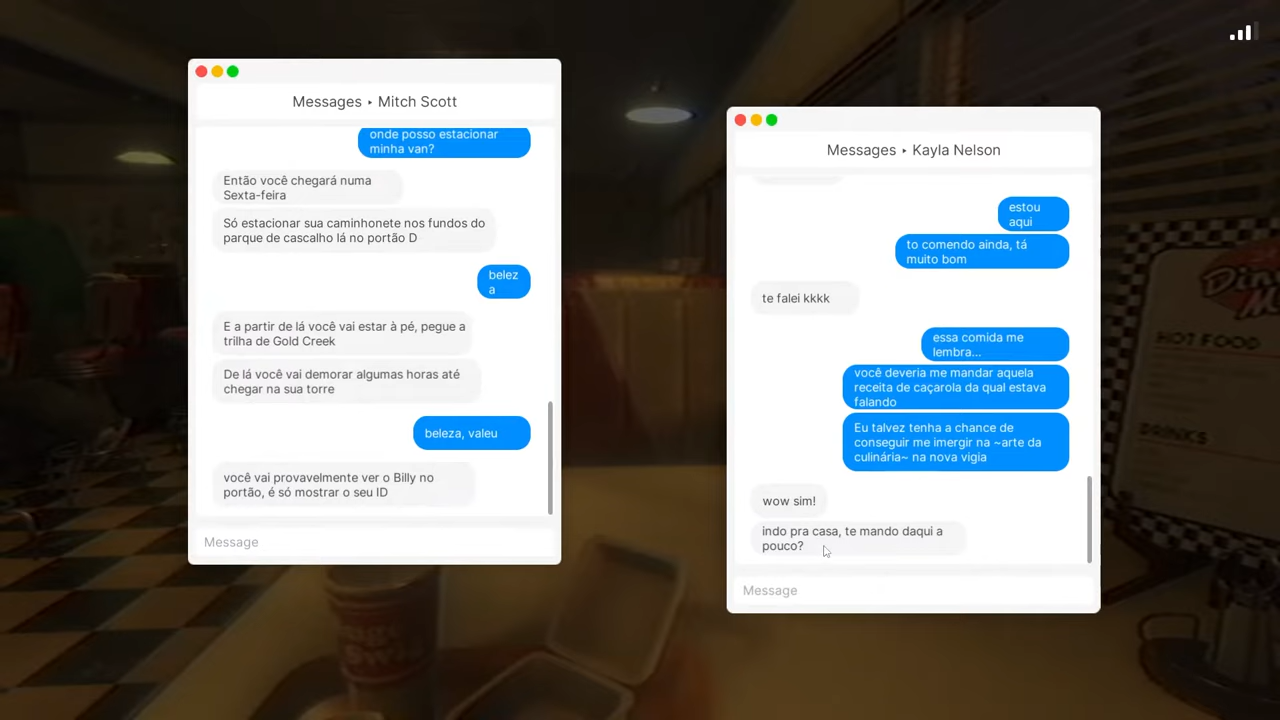 Messages ▸ Mitch Scott
onde posso estacionar
minha van?
Então você chegará numa
Sexta-feira
Só estacionar sua caminhonete nos fundos do
parque de cascalho lá no portão D
belez
a
E a partir de lá você vai estar à pé, pegue a
trilha de Gold Creek
De lá você vai demorar algumas horas até
chegar na sua torre
beleza, valeu
você vai provavelmente ver o Billy no
portão, é só mostrar o seu ID
Message
Messages ▸ Kayla Nelson
estou
aqui
to comendo ainda, tá
muito bom
te falei kkkk
essa comida me
lembra...
você deveria me mandar aquela
receita de caçarola da qual estava
falando
Eu talvez tenha a chance de
conseguir me imergir na ~arte da
culinária~ na nova vigia
wow sim!
indo pra casa, te mando daqui a
pouco?
Message
HOT FOOD
DRINKS